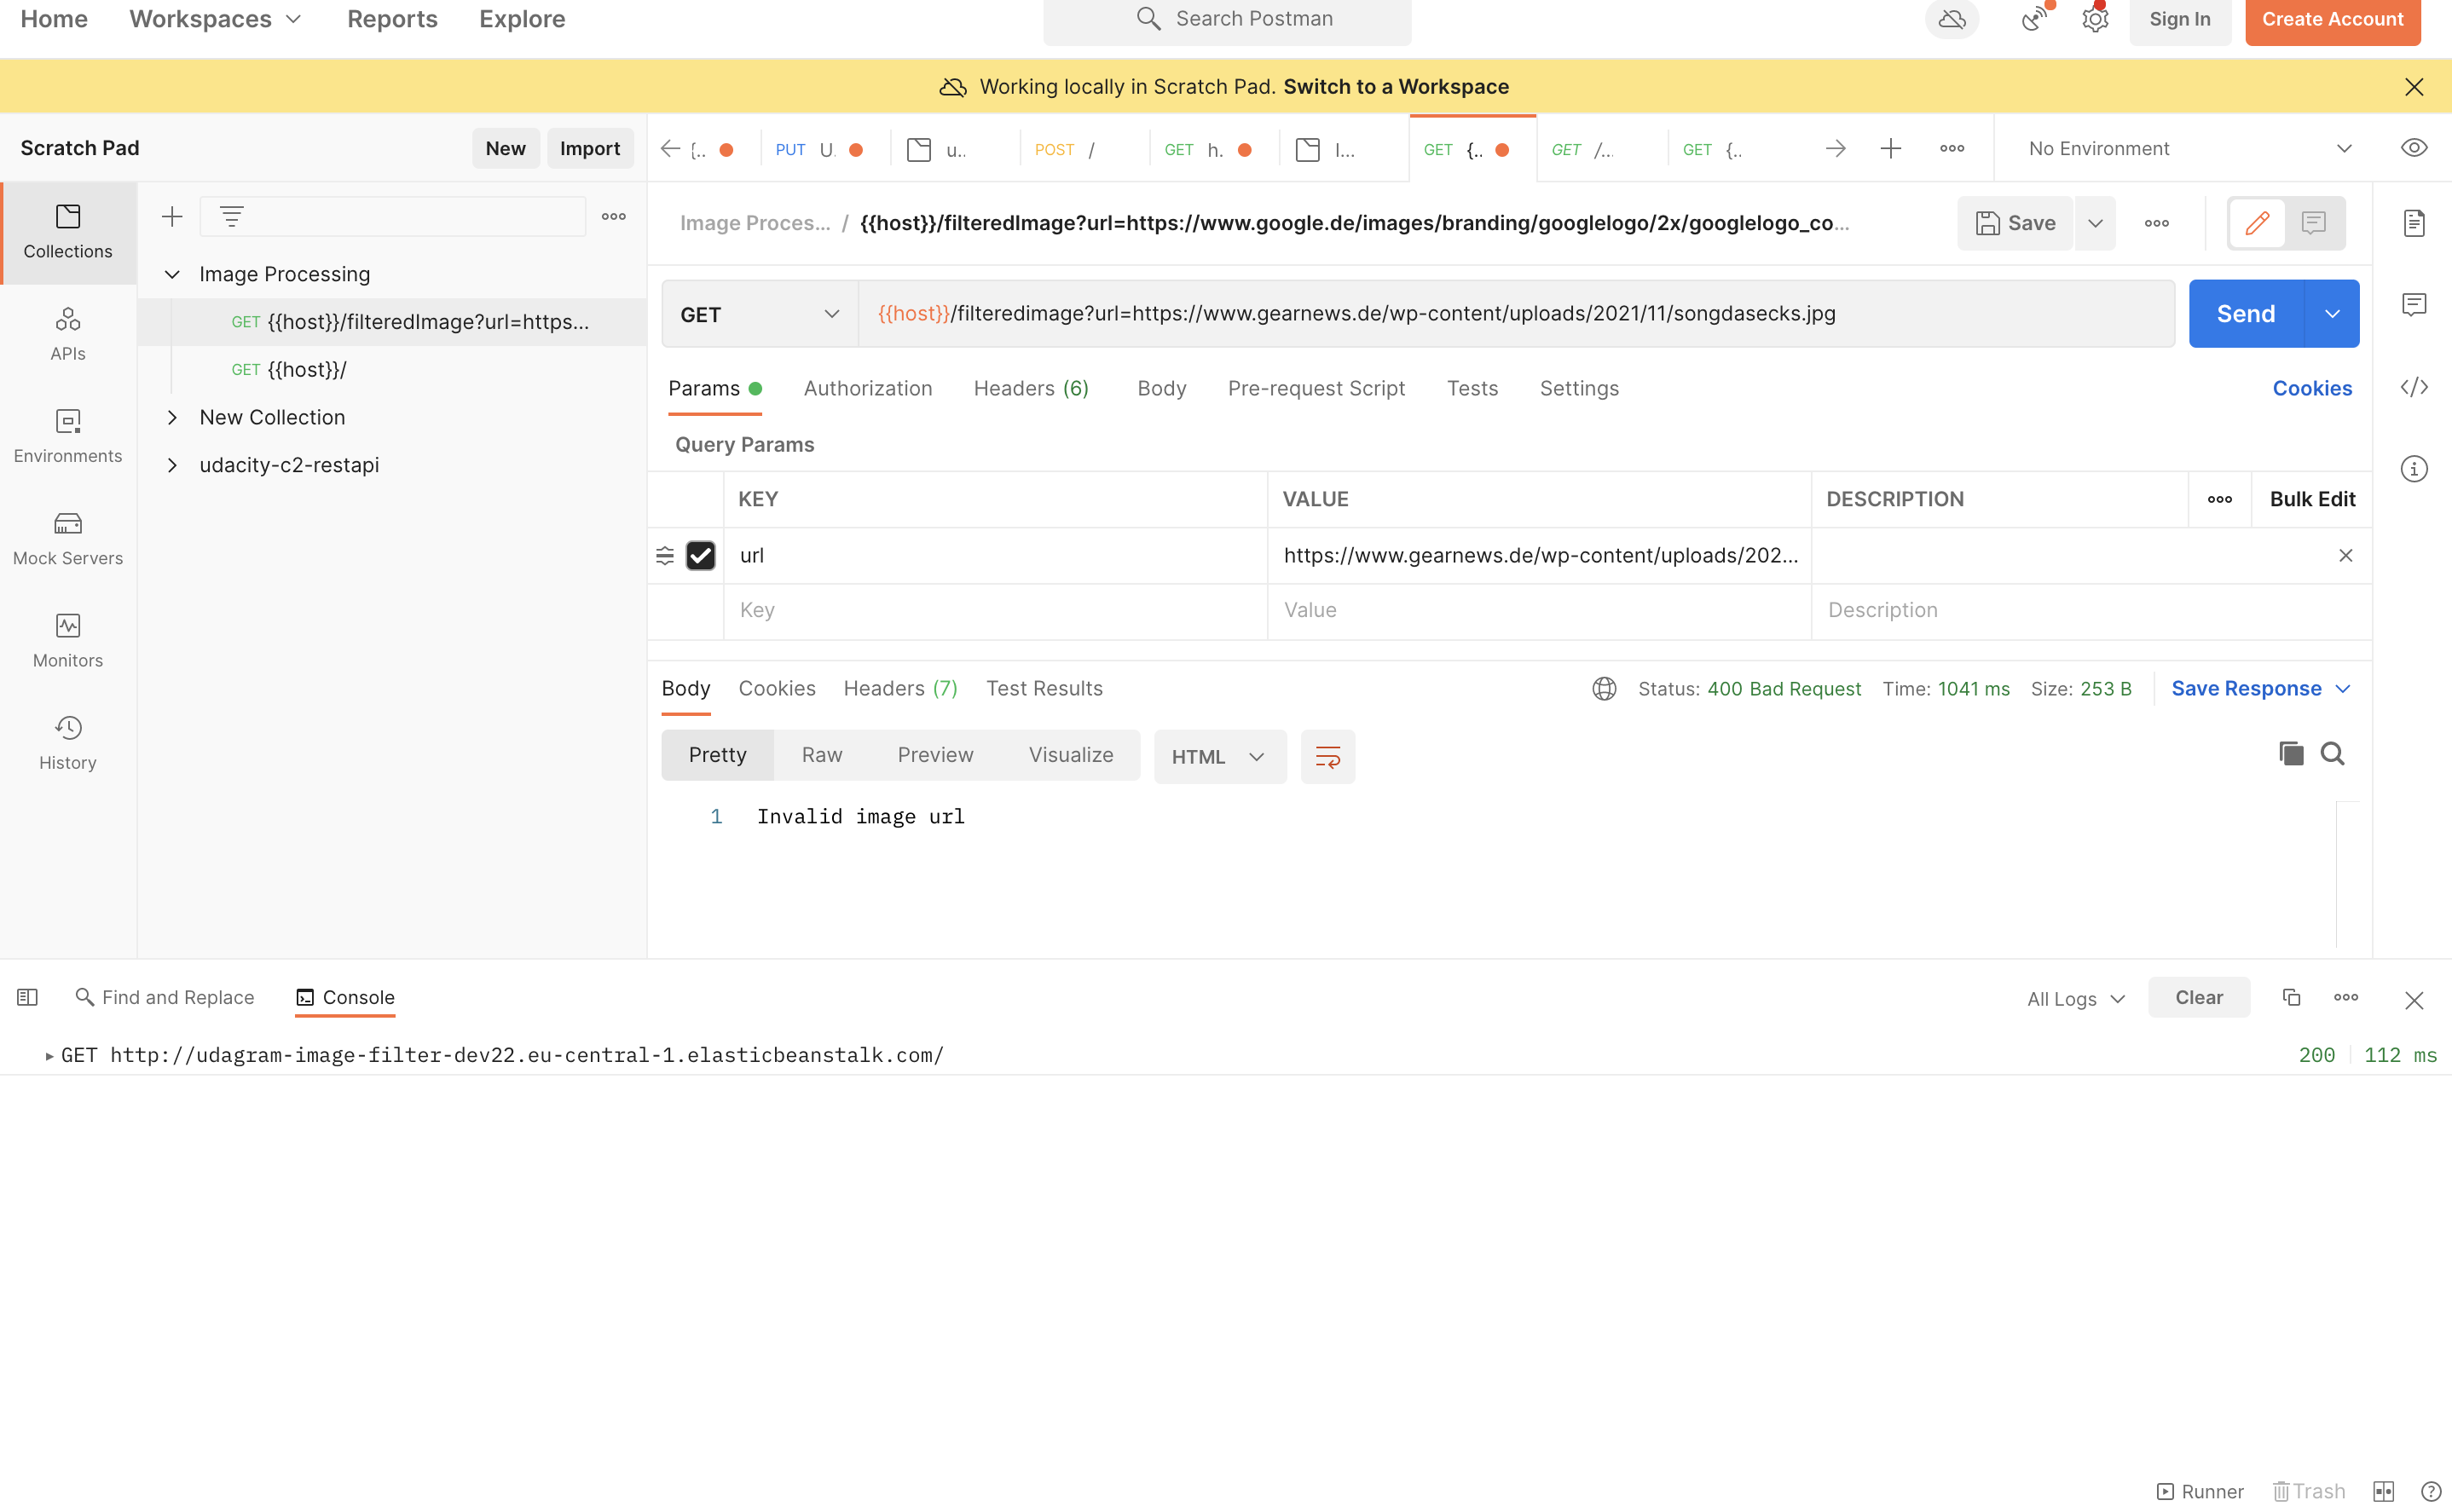 Home Workspaces Reports Explore Search Postman Sign In Create Account
Working locally in Scratch Pad. Switch to a Workspace
Scratch Pad New Import
[.. PUT U. u.. POST / GET h. I... GET {.. GET /... GET {.. No Environment
Collections
APIs
Environments
Mock Servers
Monitors
History
Image Processing
GET {{host}}/filteredImage?url=https...
GET {{host}}/
New Collection
udacity-c2-restapi
Image Proces... / {{host}}/filteredImage?url=https://www.google.de/images/branding/googlelogo/2x/googlelogo_co... Save
GET {{host}}/filteredimage?url=https://www.gearnews.de/wp-content/uploads/2021/11/songdasecks.jpg Send
Params Authorization Headers (6) Body Pre-request Script Tests Settings Cookies
Query Params
KEY VALUE DESCRIPTION Bulk Edit
url https://www.gearnews.de/wp-content/uploads/202...
Key Value Description
Body Cookies Headers (7) Test Results Status: 400 Bad Request Time: 1041 ms Size: 253 B Save Response
Pretty Raw Preview Visualize HTML
1 Invalid image url
Find and Replace Console All Logs Clear
GET http://udagram-image-filter-dev22.eu-central-1.elasticbeanstalk.com/ 200 112 ms
Runner Trash